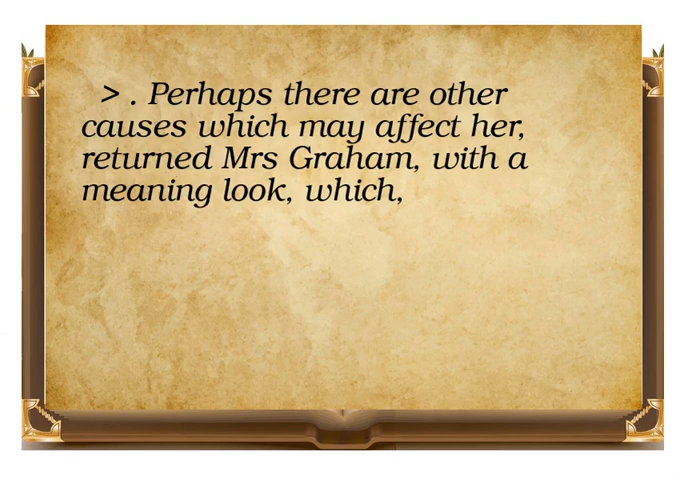 > . Perhaps there are other
causes which may affect her,
returned Mrs Graham, with a
meaning look, which,